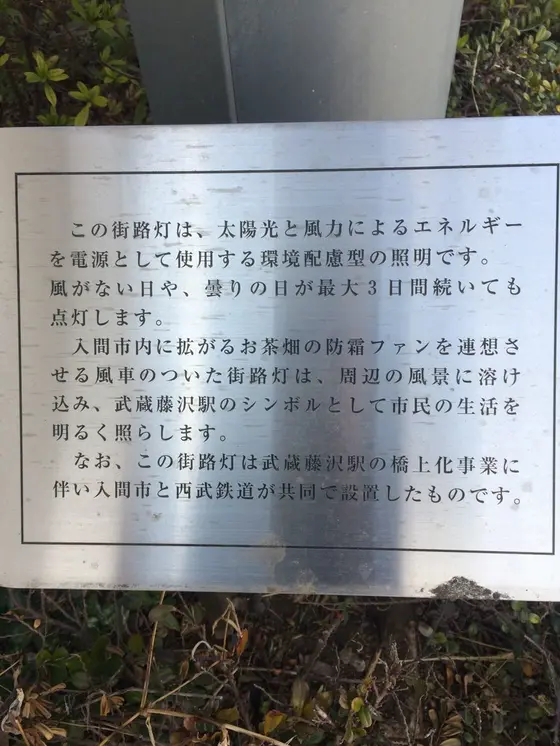 この街路灯は、太陽光と風力によるエネルギー
を電源として使用する環境配慮型の照明です。
風がない日や、曇りの日が最大3日間続いても
点灯します。
入間市内に拡がるお茶畑の防霜ファンを連想さ
せる風車のついた街路灯は、周辺の風景に溶け
込み、武蔵藤沢駅のシンボルとして市民の生活を
明るく照らします。
なお、この街路灯は武蔵藤沢駅の橋上化事業に
伴い入間市と西武鉄道が共同で設置したものです。